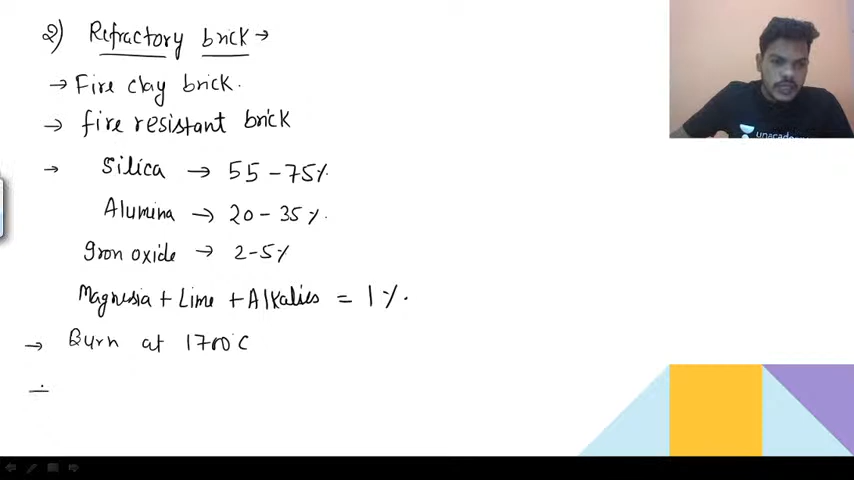 2) Refractory brick →
→ Fire clay brick.
→ fire resistant brick
→ Silica → 55 - 75%
Alumina → 20 - 35%.
Iron oxide → 2-5%
Magnesia + Lime + Alkalies = 1%.
→ Burn at 1700°C
unacademy